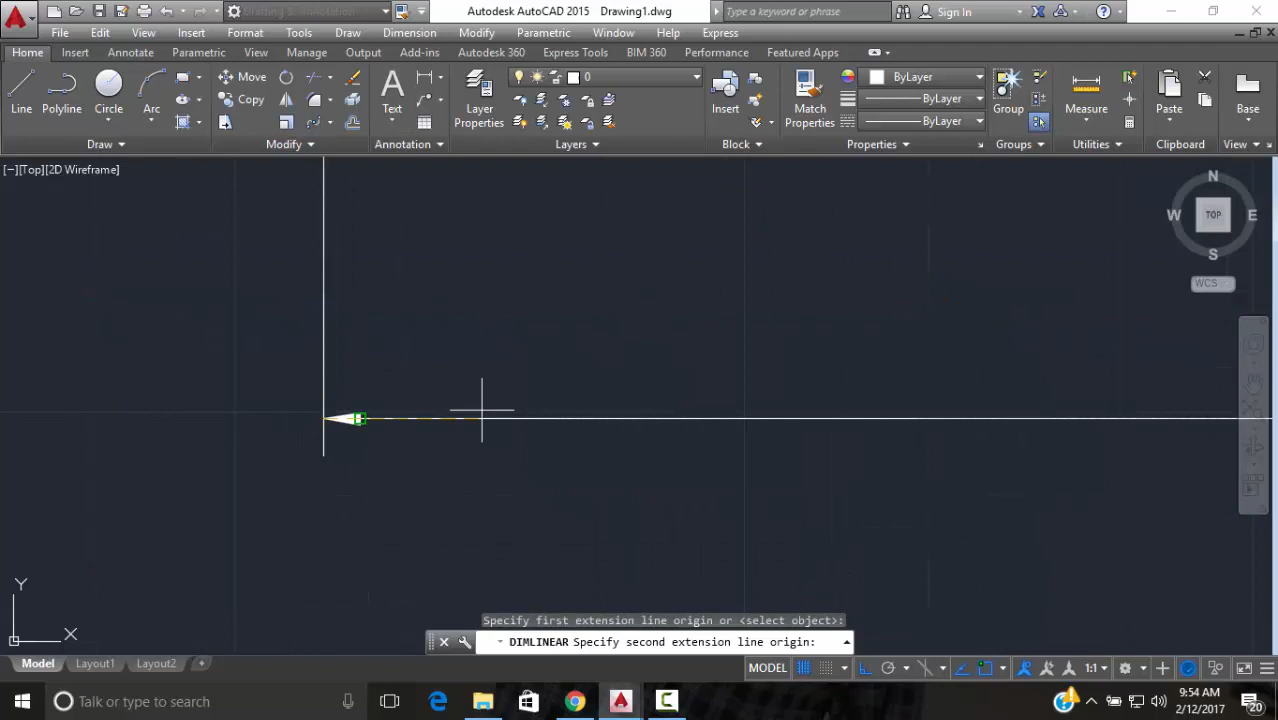 Drafting & Annotation
Autodesk AutoCAD 2015 Drawing1.dwg
Type a keyword or phrase
Sign In
File Edit View Insert Format Tools Draw Dimension Modify Parametric Window Help Express
Home Insert Annotation Parametric View Manage Output Add-ins Autodesk 360 Express Tools BIM 360 Performance Featured Apps
Move
0
ByLayer
Copy
ByLayer
Line Polyline Circle Arc Text Layer Properties Insert Match Properties Group Measure Paste Base
ByLayer
Draw Modify Annotation Layers Block Properties Groups Utilities Clipboard View
[−][Top][2D Wireframe]
N
W TOP E
S
WCS
Y
X
Specify first extension line origin or <select object>:
DIMLINEAR Specify second extension line origin:
Model Layout1 Layout2 +
MODEL
1:1
Talk or type to search
9:54 AM
2/12/2017
20